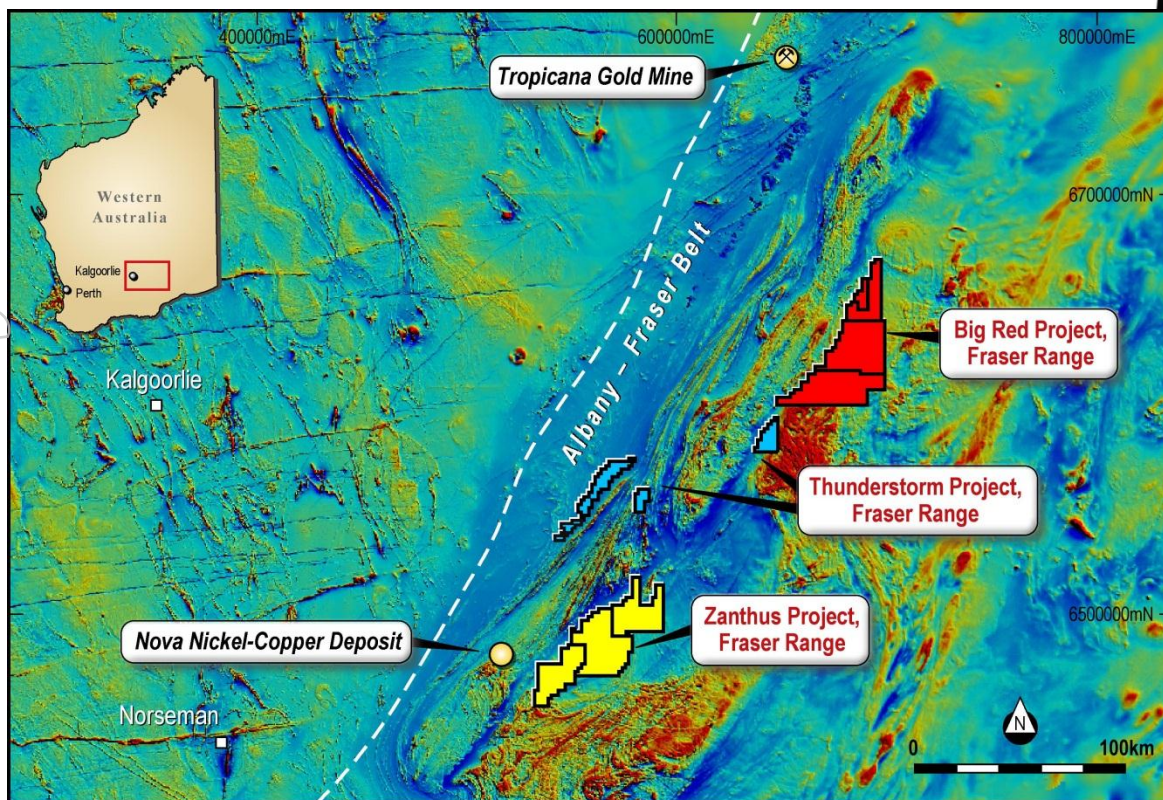 400000mE
600000mE
800000mE
Tropicana Gold Mine
Western
Australia
Kalgoorlie
Perth
6700000mN
Albany – Fraser Belt
Big Red Project,
Fraser Range
Kalgoorlie
Thunderstorm Project,
Fraser Range
Zanthus Project,
Fraser Range
6500000mN
Nova Nickel-Copper Deposit
Norseman
N
0
100km